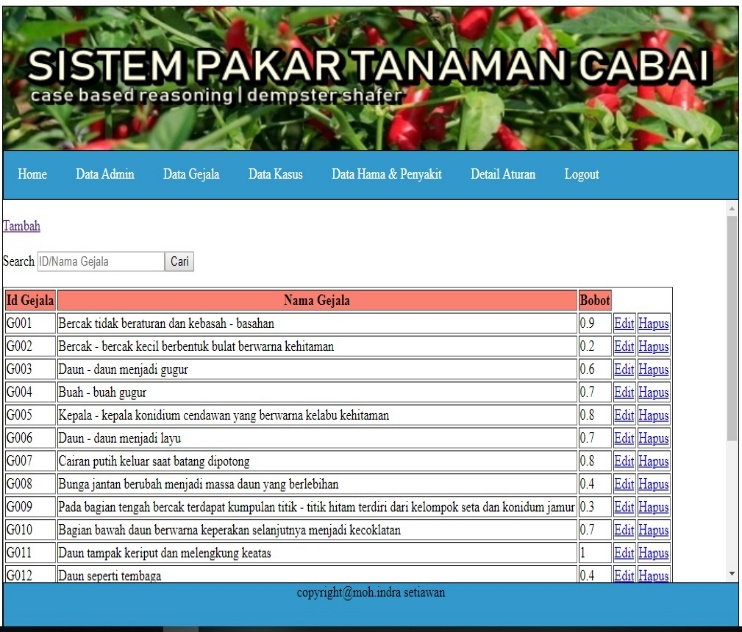 SISTEM PAKAR TANAMAN CABAI
case based reasoning | dempster shafer
Home Data Admin Data Gejala Data Kasus Data Hama & Penyakit Detail Aturan Logout
Tambah
Search ID/Nama Gejala Cari
Id Gejala Nama Gejala Bobot
G001 Bercak tidak beraturan dan kebasah - basahan 0.9 Edit Hapus
G002 Bercak - bercak kecil berbentuk bulat berwarna kehitaman 0.2 Edit Hapus
G003 Daun - daun menjadi gugur 0.6 Edit Hapus
G004 Buah - buah gugur 0.7 Edit Hapus
G005 Kepala - kepala konidium cendawan yang berwarna kelabu kehitaman 0.8 Edit Hapus
G006 Daun - daun menjadi layu 0.7 Edit Hapus
G007 Cairan putih keluar saat batang dipotong 0.8 Edit Hapus
G008 Bunga jantan berubah menjadi massa daun yang berlebihan 0.4 Edit Hapus
G009 Pada bagian tengah bercak terdapat kumpulan titik - titik hitam terdiri dari kelompok seta dan konidum jamur 0.3 Edit Hapus
G010 Bagian bawah daun berwarna keperakan selanjutnya menjadi kecoklatan 0.7 Edit Hapus
G011 Daun tampak keriput dan melengkung keatas 1 Edit Hapus
G012 Daun seperti tembaga 0.4 Edit Hapus
copyright@moh.indra setiawan